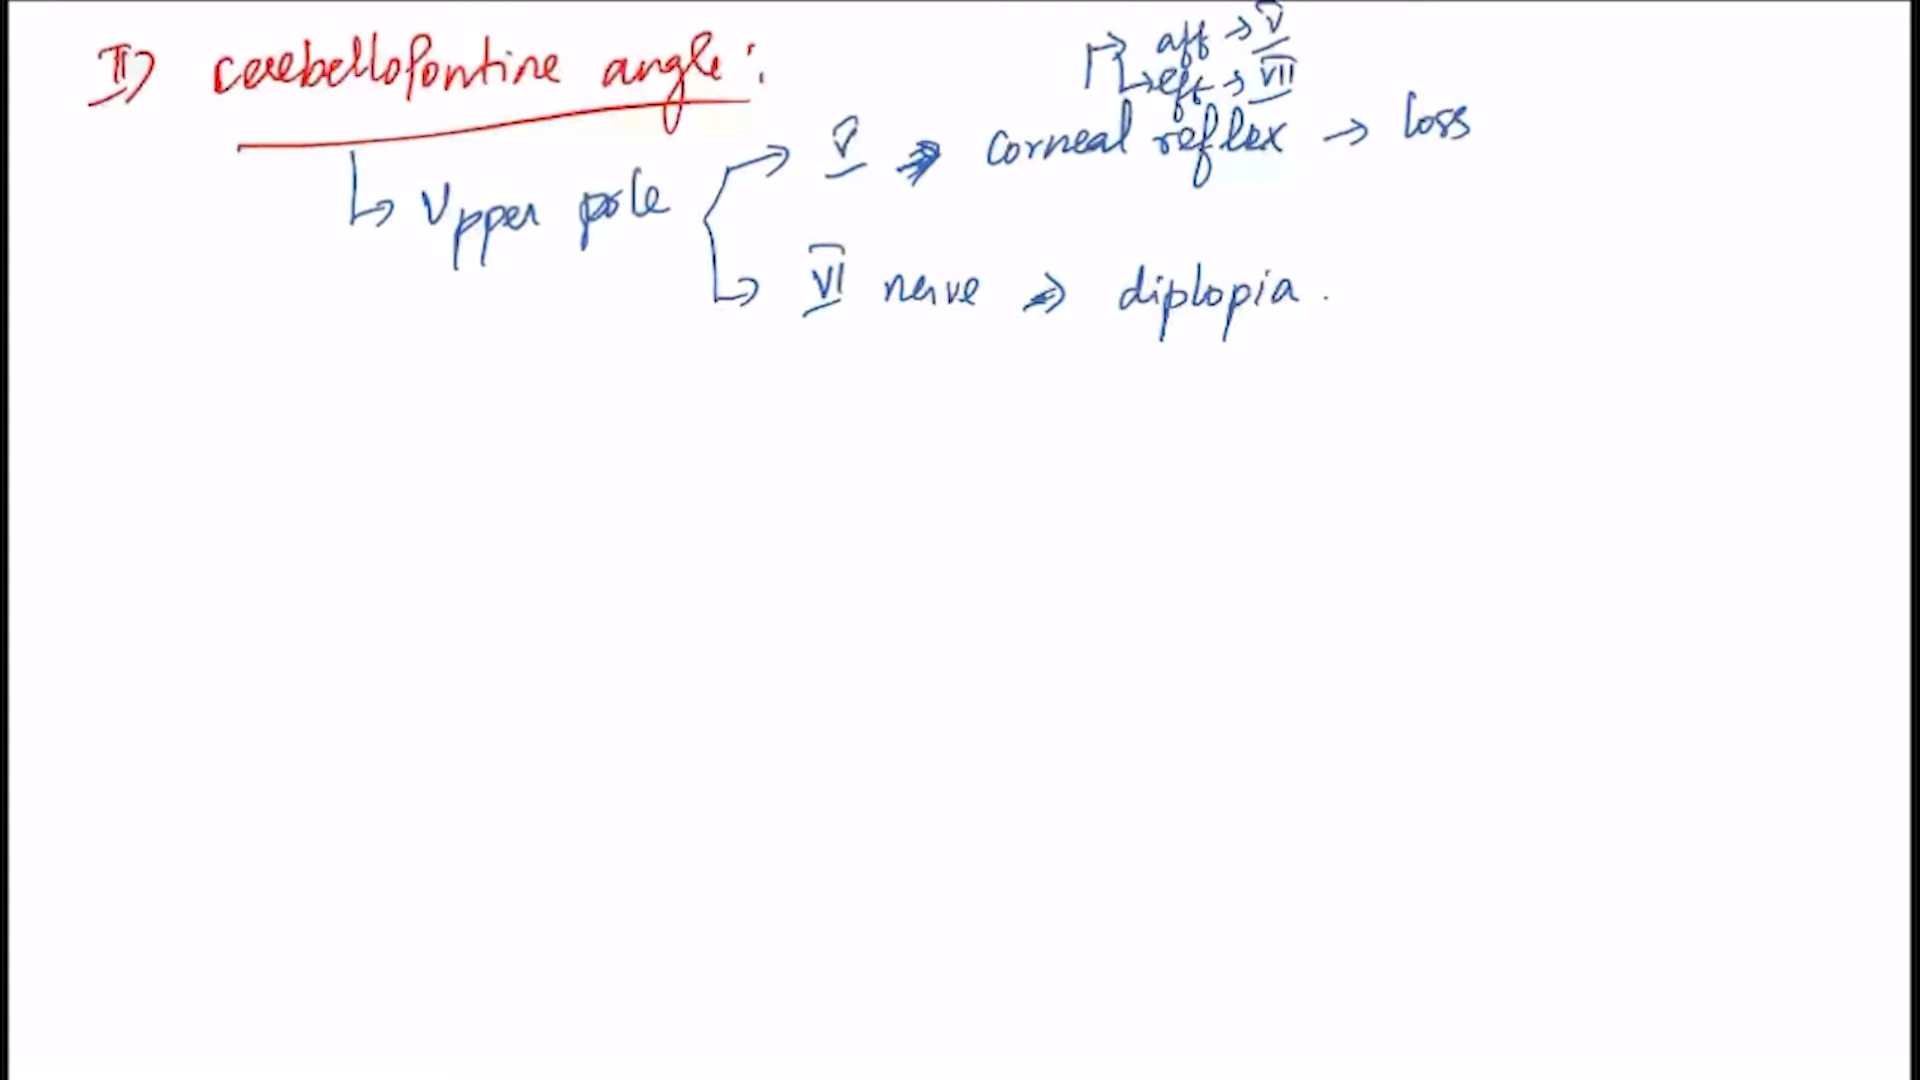 II) cerebellopontine angle :
aff → V
eff → VII
V → corneal reflex → loss
↳ Upper pole
VI nerve → diplopia.